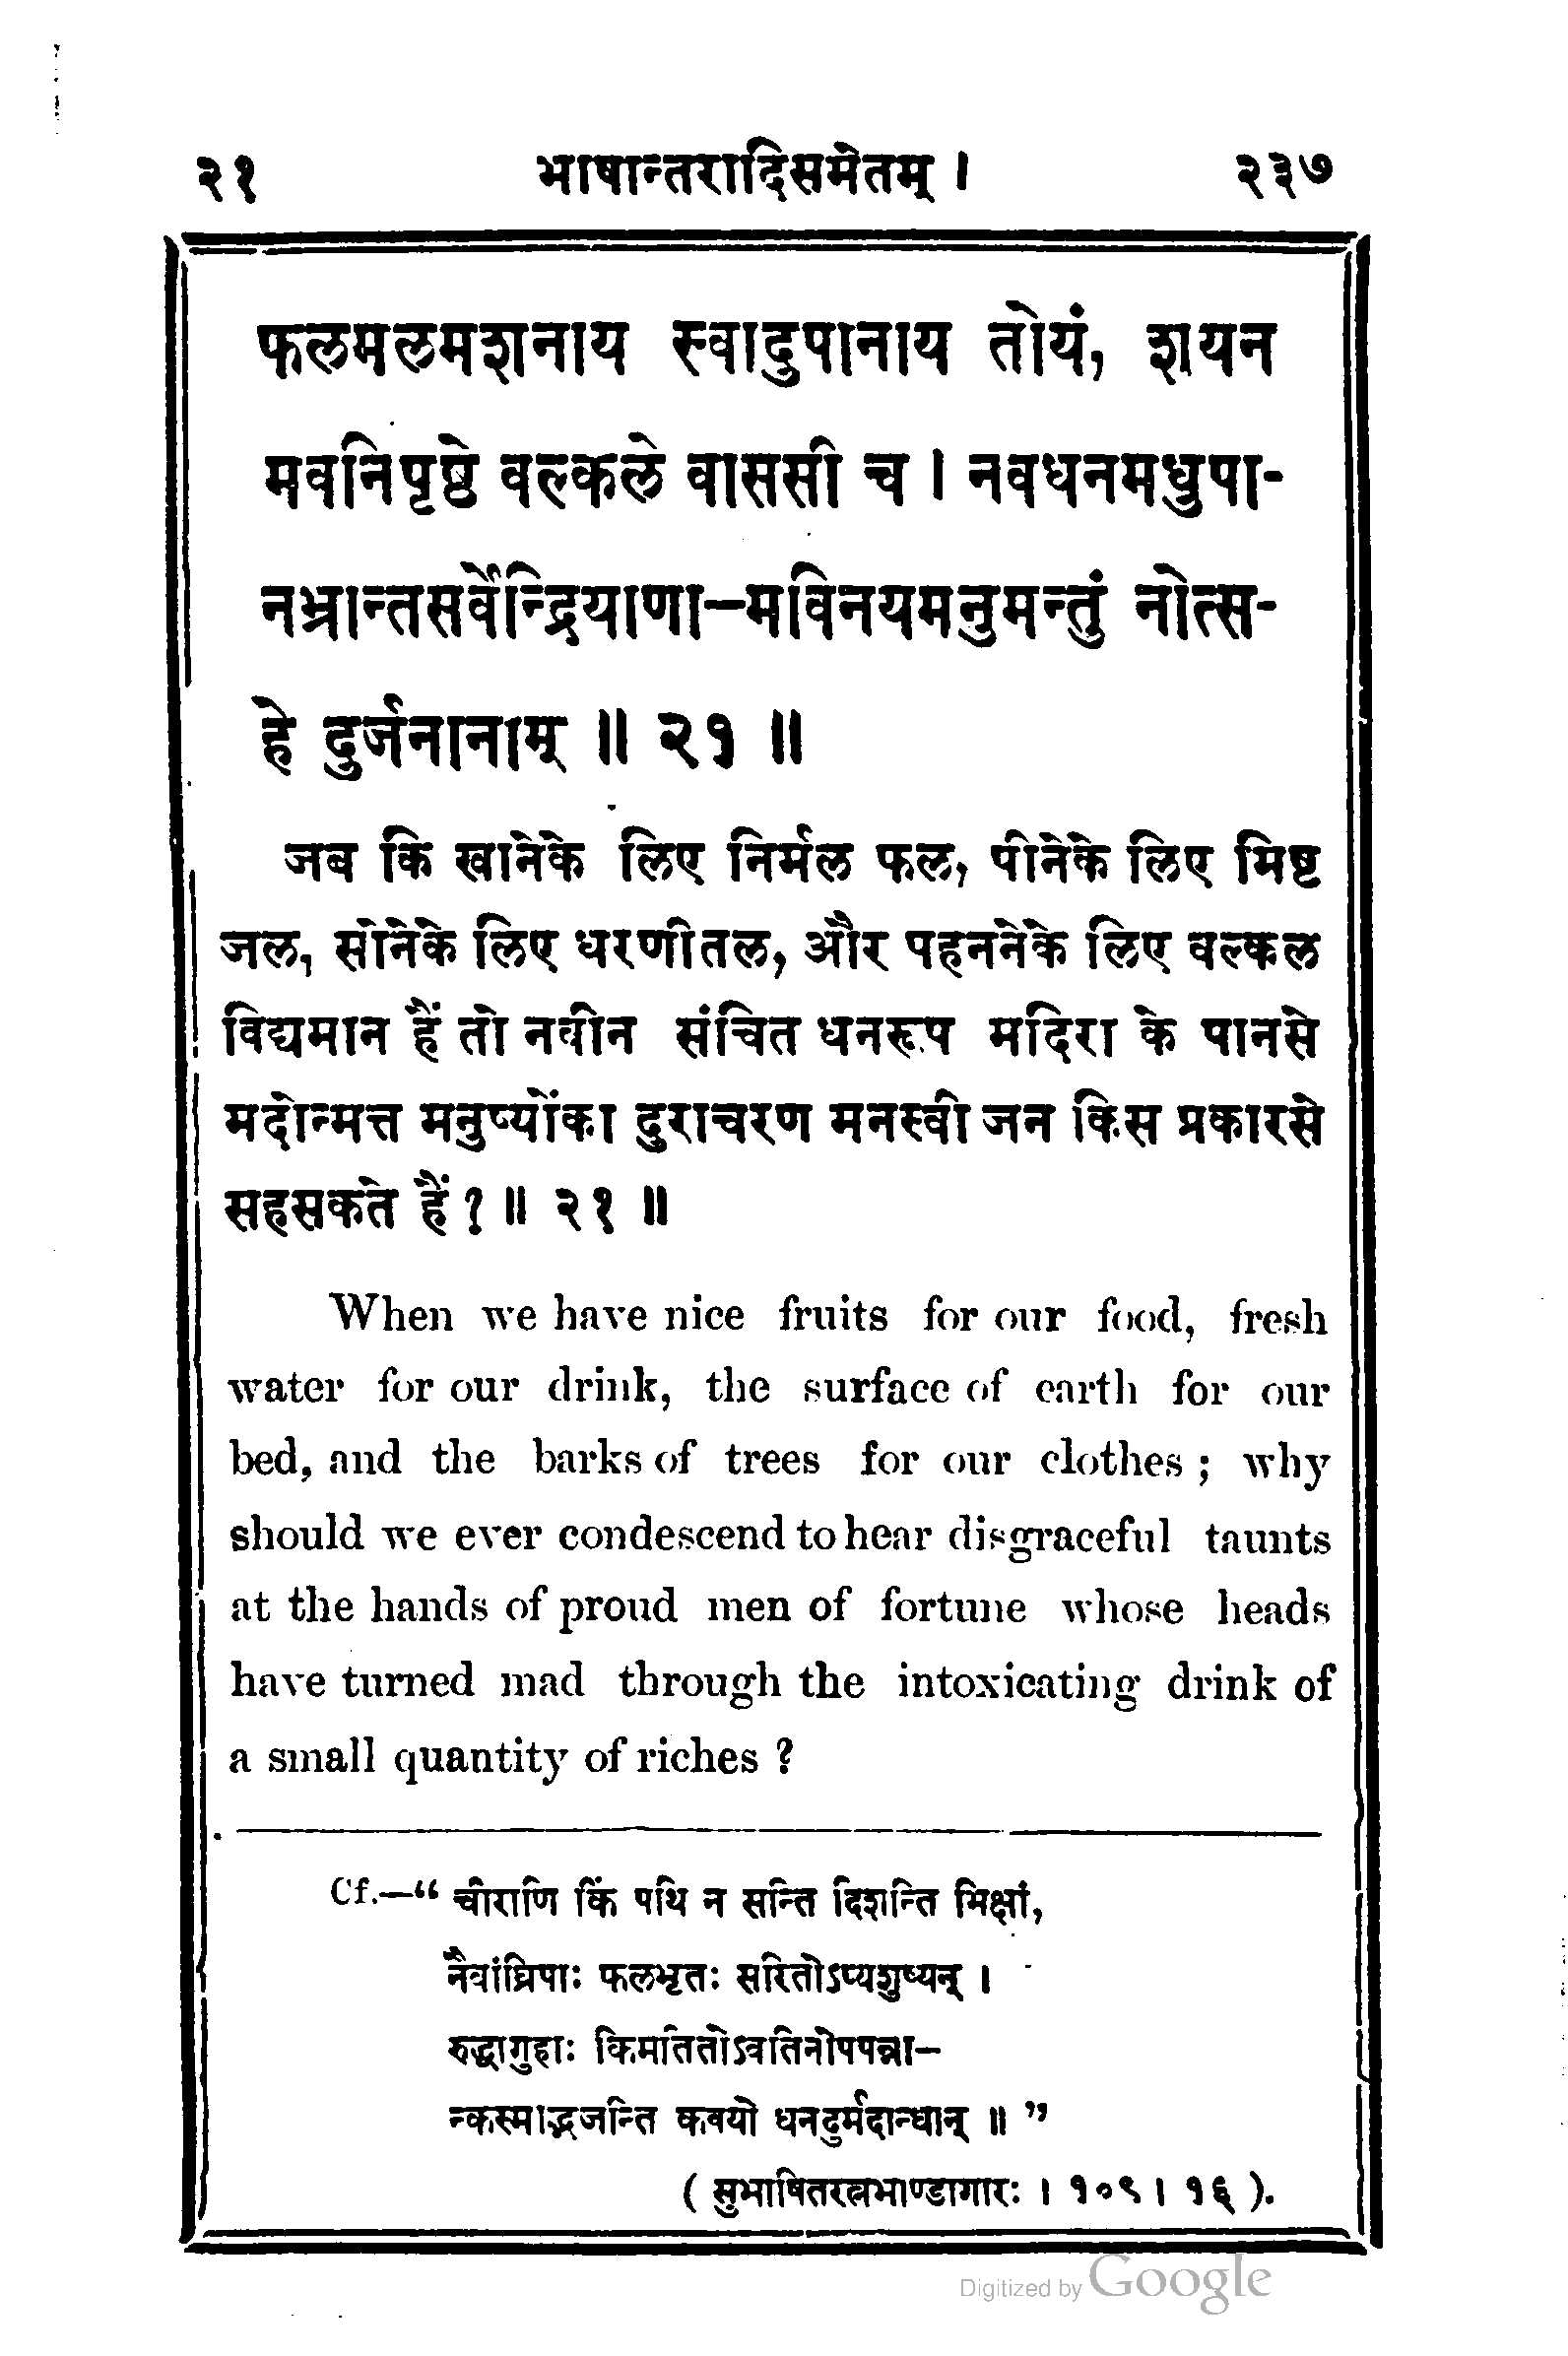 २१ भाषान्तरादिसमेतम् । २३७
फलमलमशनाय स्वादुपानाय तोयं, शयन
मवनिपृष्ठे वल्कले वाससी च । नवधनमधुपा-
नभ्रान्तसर्वेन्द्रियाणा—मविनयमनुमन्तुं नोत्स-
हे दुर्जनानाम् ॥ २१ ॥
जब कि खानेके लिए निर्मल फल, पीनेके लिए मिष्ट
जल, सोनेके लिए धरणीतल, और पहननेके लिए वल्कल
विद्यमान हैं तो नवीन संचित धनरूप मदिरा के पानसे
मदोन्मत्त मनुष्योंका दुराचरण मनस्वी जन किस प्रकारसे
सहसकते हैं ? ॥ २१ ॥
When we have nice fruits for our food, fresh
water for our drink, the surface of earth for our
bed, and the barks of trees for our clothes ; why
should we ever condescend to hear disgraceful taunts
at the hands of proud men of fortune whose heads
have turned mad through the intoxicating drink of
a small quantity of riches ?
Cf.—“ चीराणि किं पथि न सन्ति दिशन्ति भिक्षां,
नैवांघ्रिपाः फलभृतः सरितोऽप्यशुष्यन् ।
रुद्धागुहाः किमतितोऽवतिनोपपन्ना—
न्कस्माद्भजन्ति कवयो धनदुर्मदान्धान् ॥ ”
( सुभाषितरत्नभाण्डागारः । १०९ । १६ ).
Digitized by Google